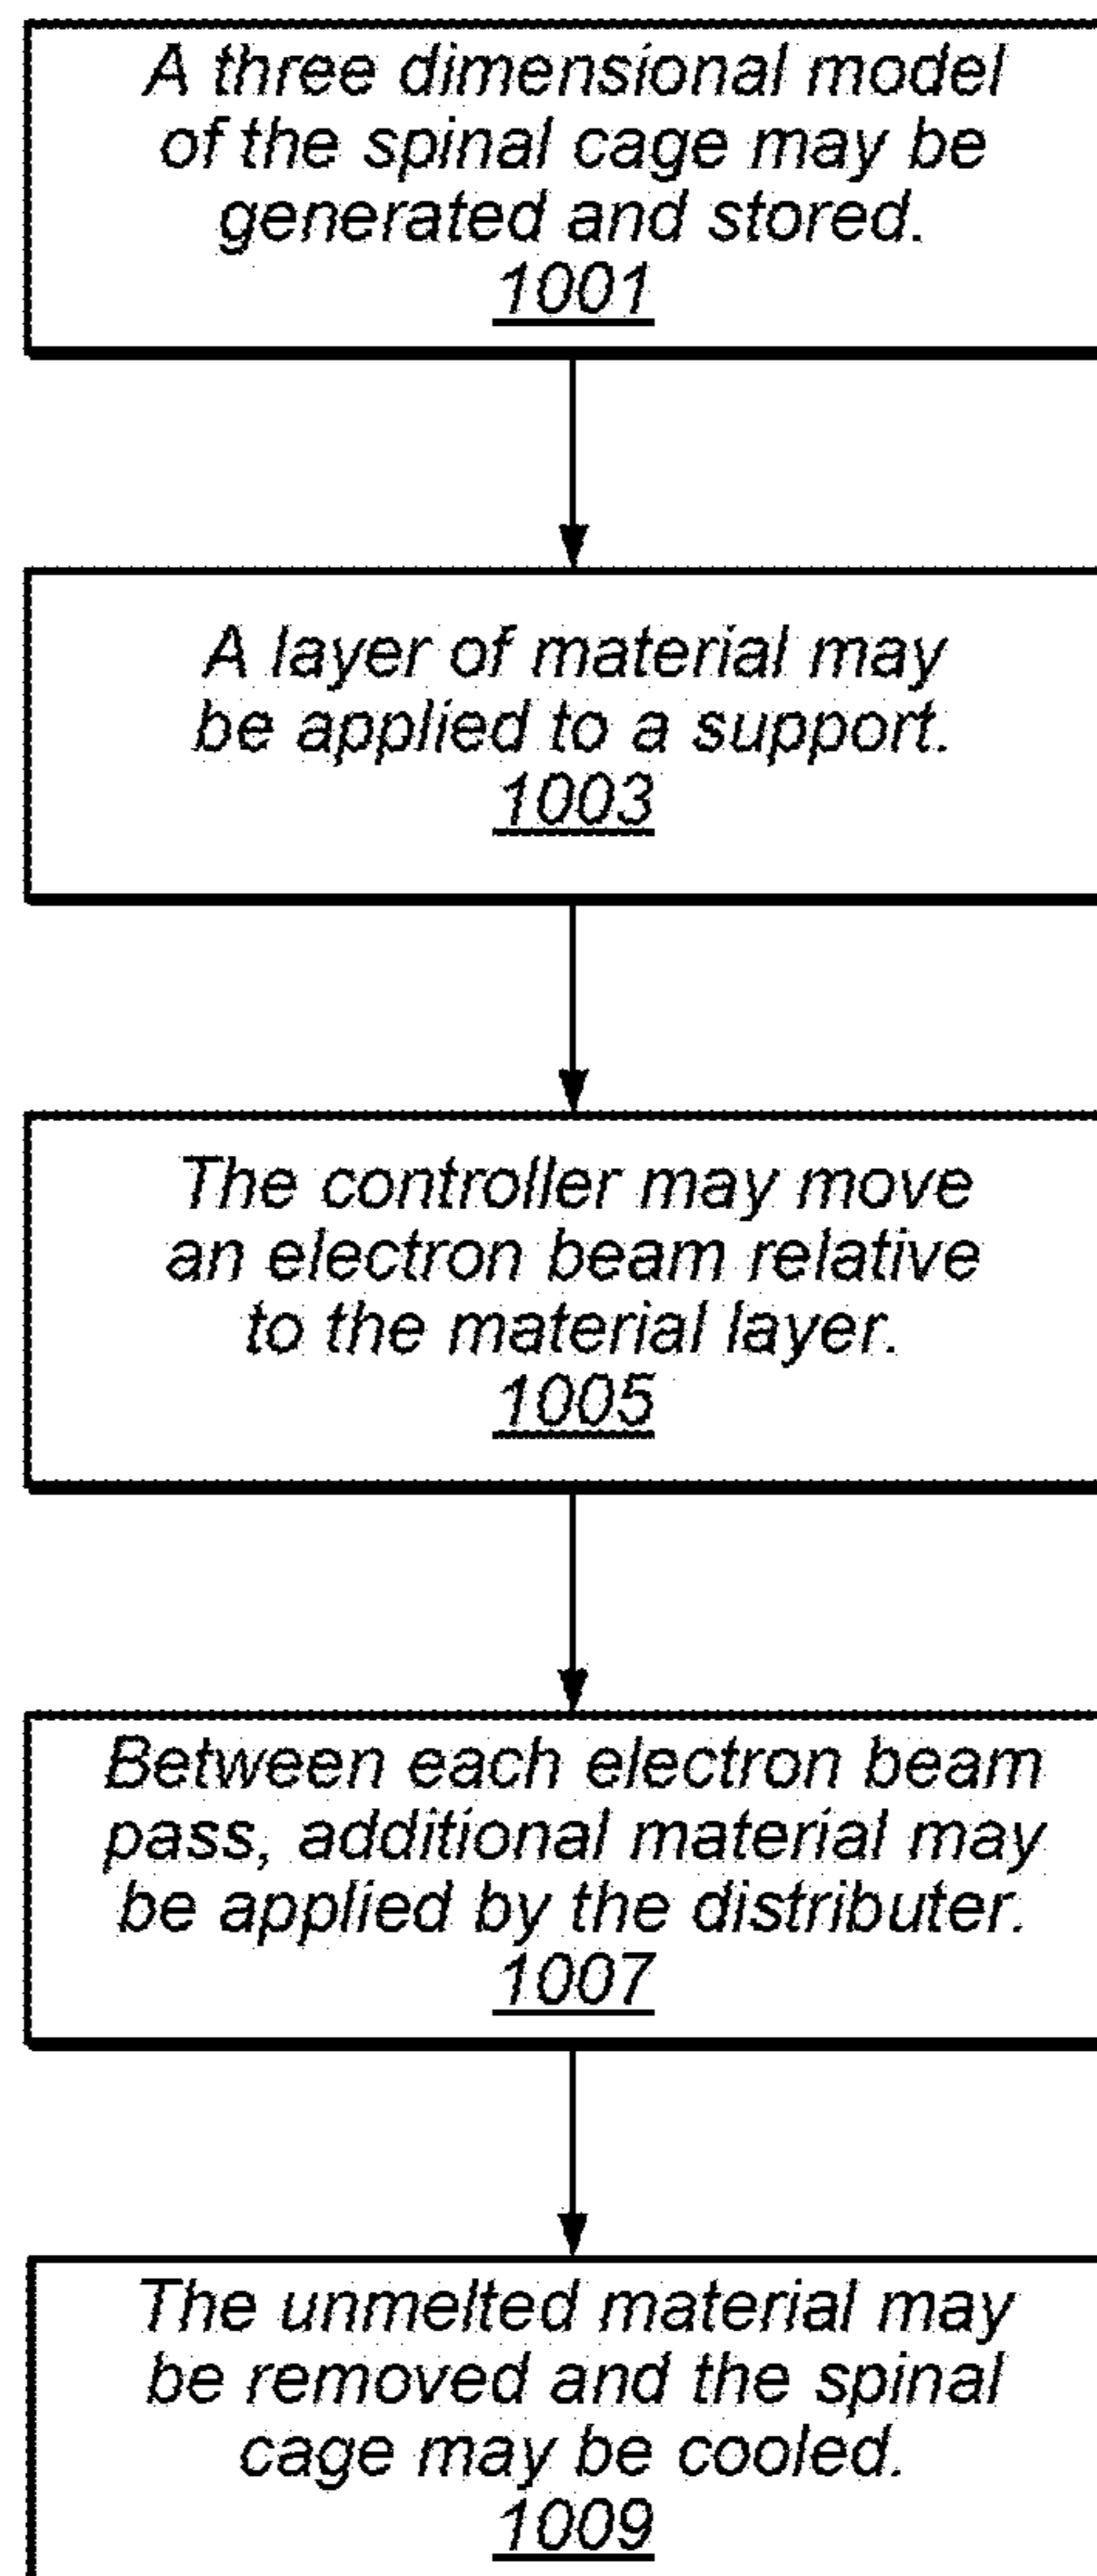 A three dimensional model
of the spinal cage may be
generated and stored.
1001
A layer of material may
be applied to a support.
1003
The controller may move
an electron beam relative
to the material layer.
1005
Between each electron beam
pass, additional material may
be applied by the distributer.
1007
The unmelted material may
be removed and the spinal
cage may be cooled.
1009